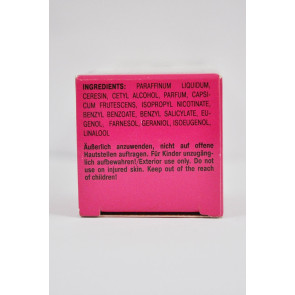 INGREDIENTS: PARAFFINUM LIQUIDUM,
CERESIN, CETYL ALCOHOL, PARFUM, CAPSI
CUM FRUTESCENS, ISOPROPYL NICOTINATE,
BENZYL BENZOATE, BENZYL SALICYLATE, EU-
GENOL, FARNESOL, GERANIOL, ISOEUGENOL,
LINALOOL
Äußerlich anzuwenden, nicht auf offene
Hautstellen auftragen. Für Kinder unzugäng-
lich aufbewahren!/Exterior use only. Do not
use on injured skin. Keep out of the reach
of children!